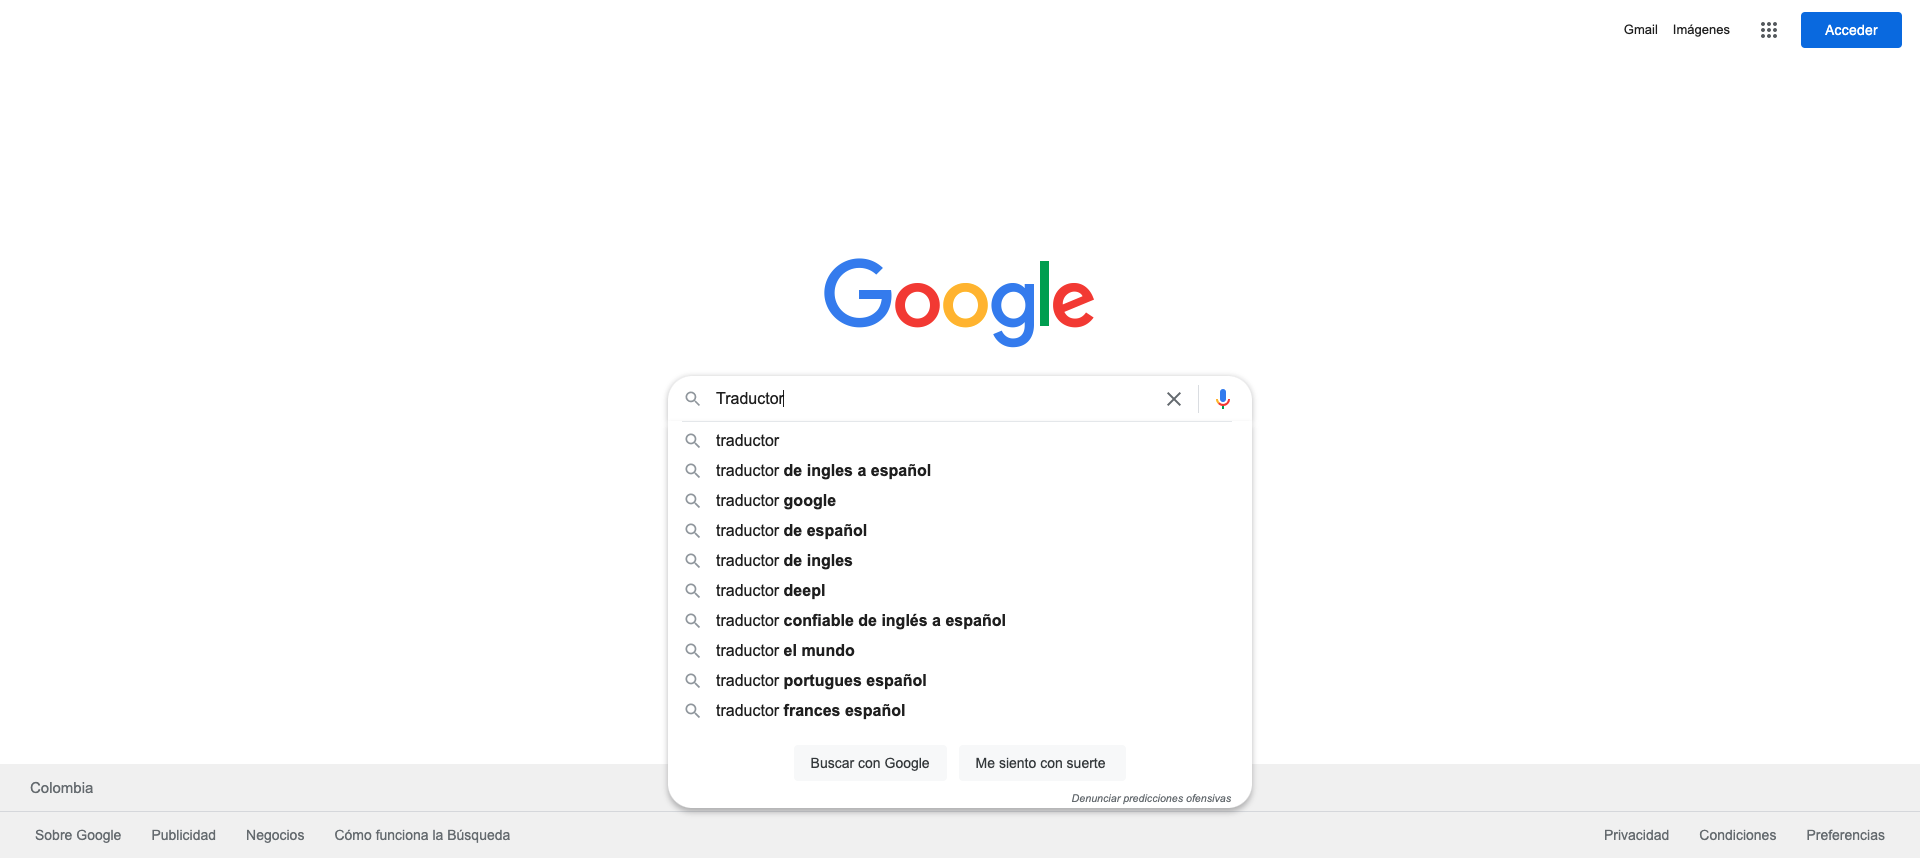 Gmail Imágenes Acceder
Google
Traductor
traductor
traductor de ingles a español
traductor google
traductor de español
traductor de ingles
traductor deepl
traductor confiable de inglés a español
traductor el mundo
traductor portugues español
traductor frances español
Buscar con Google Me siento con suerte
Denunciar predicciones ofensivas
Colombia
Sobre Google Publicidad Negocios Cómo funciona la Búsqueda Privacidad Condiciones Preferencias